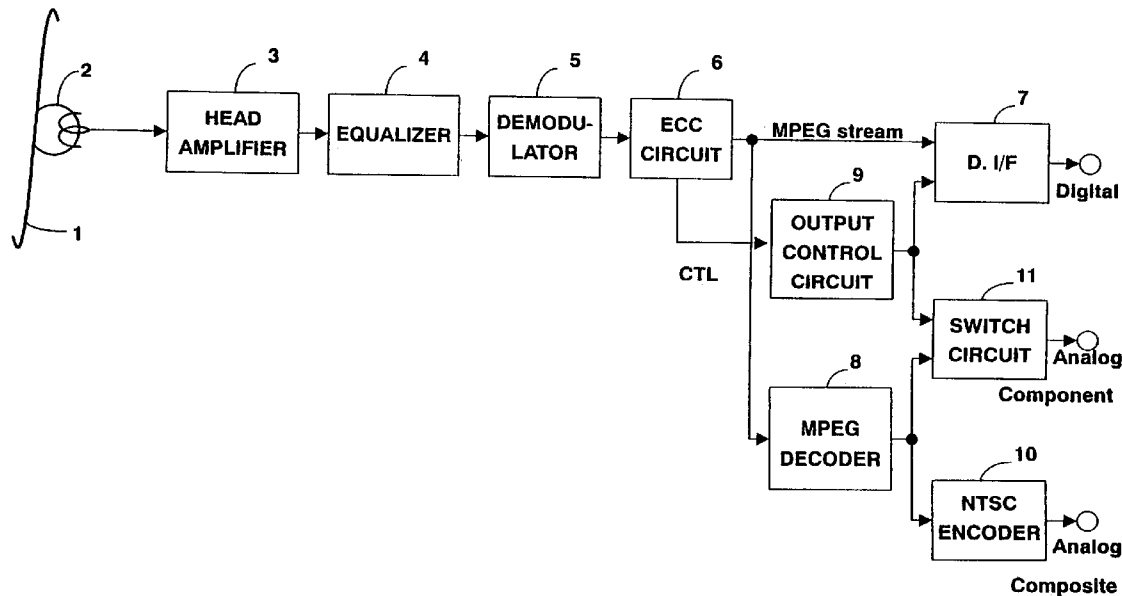 1
2
3
HEAD
AMPLIFIER
4
EQUALIZER
5
DEMODU-
LATOR
6
ECC
CIRCUIT
MPEG stream
7
D. I/F
Digital
CTL
9
OUTPUT
CONTROL
CIRCUIT
11
SWITCH
CIRCUIT
Analog
Component
8
MPEG
DECODER
10
NTSC
ENCODER
Analog
Composite